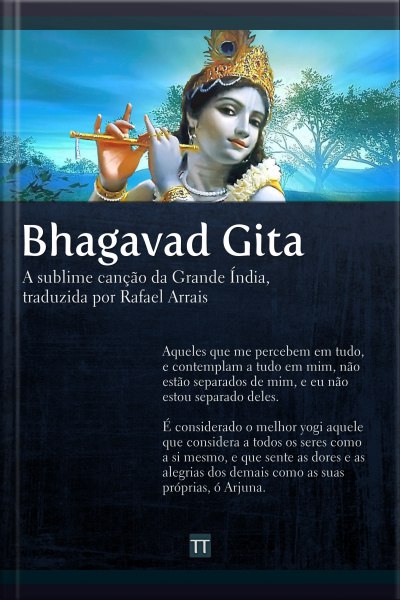 Bhagavad Gita
A sublime canção da Grande Índia,
traduzida por Rafael Arrais
Aqueles que me percebem em tudo,
e contemplam a tudo em mim, não
estão separados de mim, e eu não
estou separado deles.
É considerado o melhor yogi aquele
que considera a todos os seres como
a si mesmo, e que sente as dores e as
alegrias dos demais como as suas
próprias, ó Arjuna.
TT